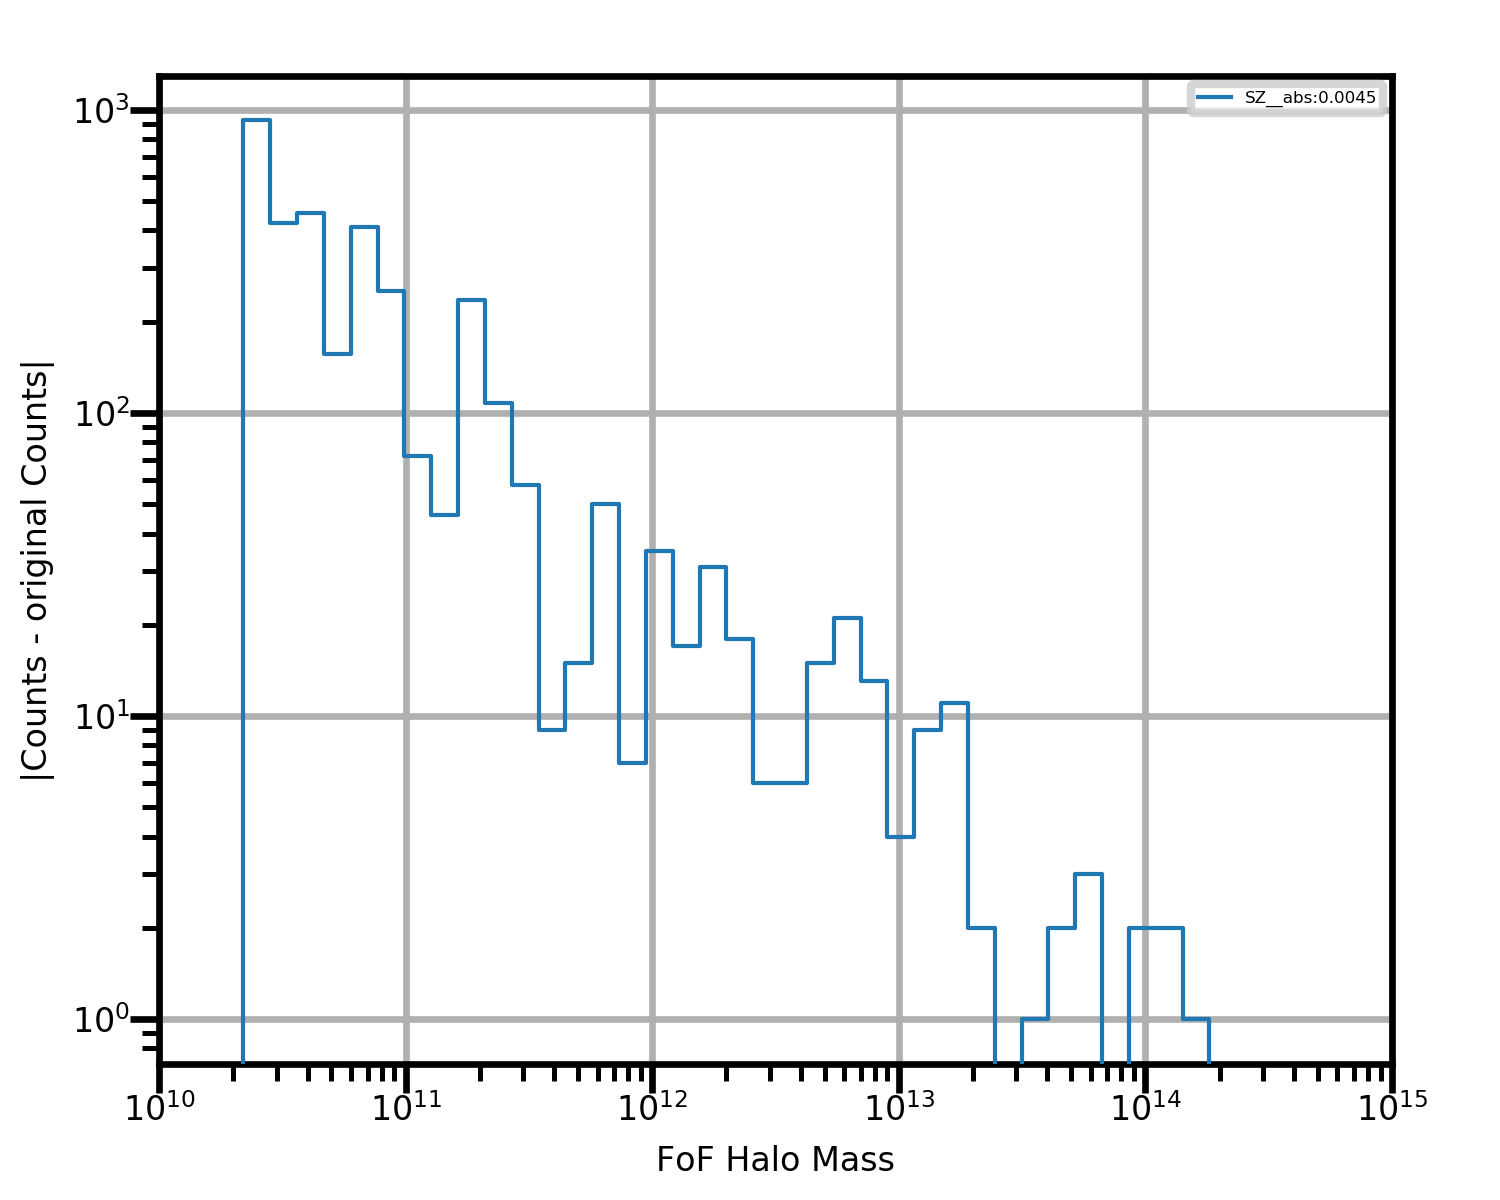 SZ__abs:0.0045
10³
10²
10¹
10⁰
|Counts - original Counts|
10¹⁰ 10¹¹ 10¹² 10¹³ 10¹⁴ 10¹⁵
FoF Halo Mass